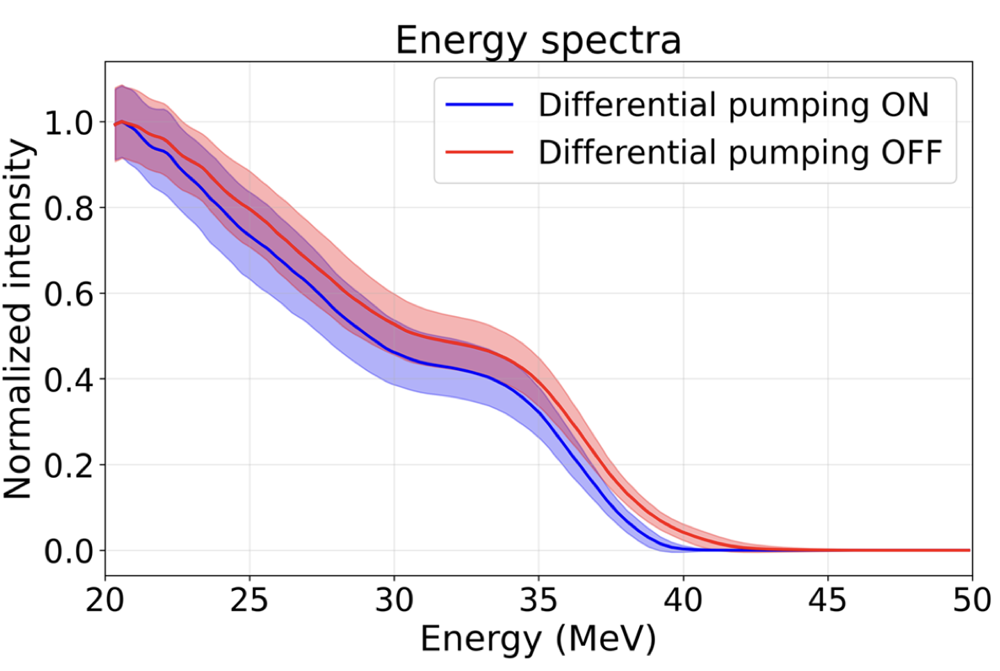 Energy spectra
Differential pumping ON
Differential pumping OFF
Normalized intensity
1.0
0.8
0.6
0.4
0.2
0.0
20 25 30 35 40 45 50
Energy (MeV)